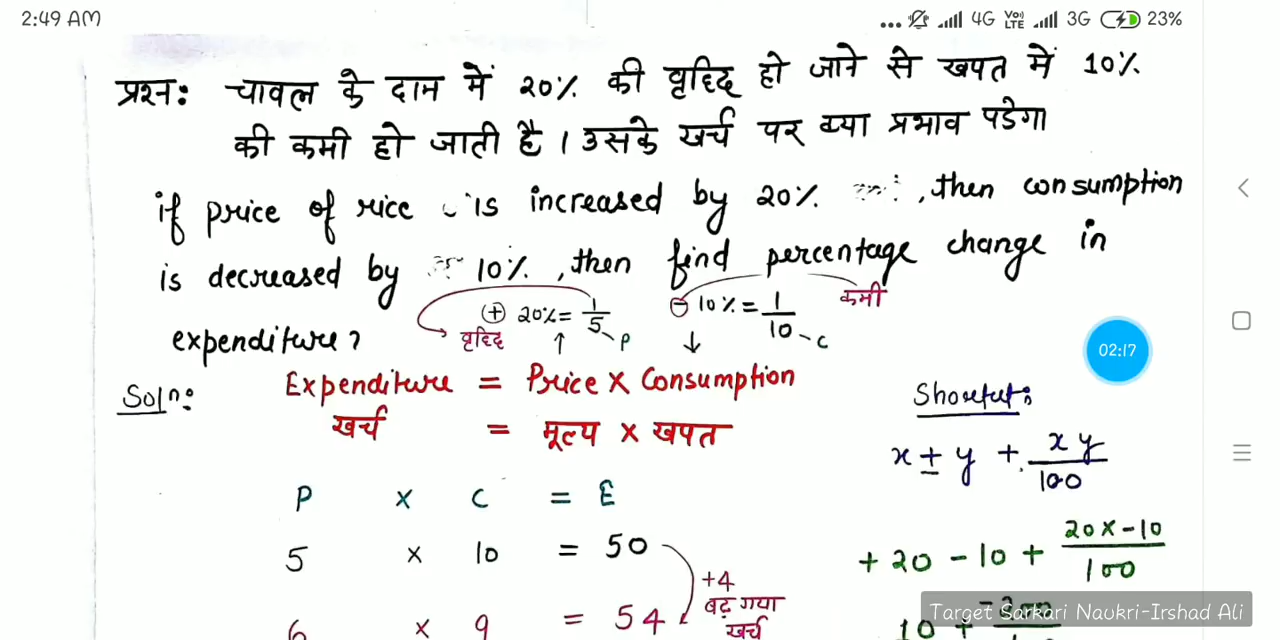 2:49 AM ... 4G VoLTE 3G 23%
प्रश्न: चावल के दाम में 20% की वृद्धि हो जाने से खपत में 10%
की कमी हो जाती है। उसके खर्च पर क्या प्रभाव पडेगा
if price of rice is increased by 20% , then consumption
is decreased by 10% , then find percentage change in
expenditure?
(+) 20% = 1/5 P
वृद्धि ↑
⊖ 10% = 1/10 C
कमी ↓
02:17
Soln:
Expenditure = Price × Consumption
खर्च = मूल्य × खपत
P × C = E
5 × 10 = 50
6 × 9 = 54
+4
बढ़ गया
खर्च
Shortcut:
x ± y + xy/100
+20 - 10 + 20×-10/100
10 + -200
Target Sarkari Naukri-Irshad Ali